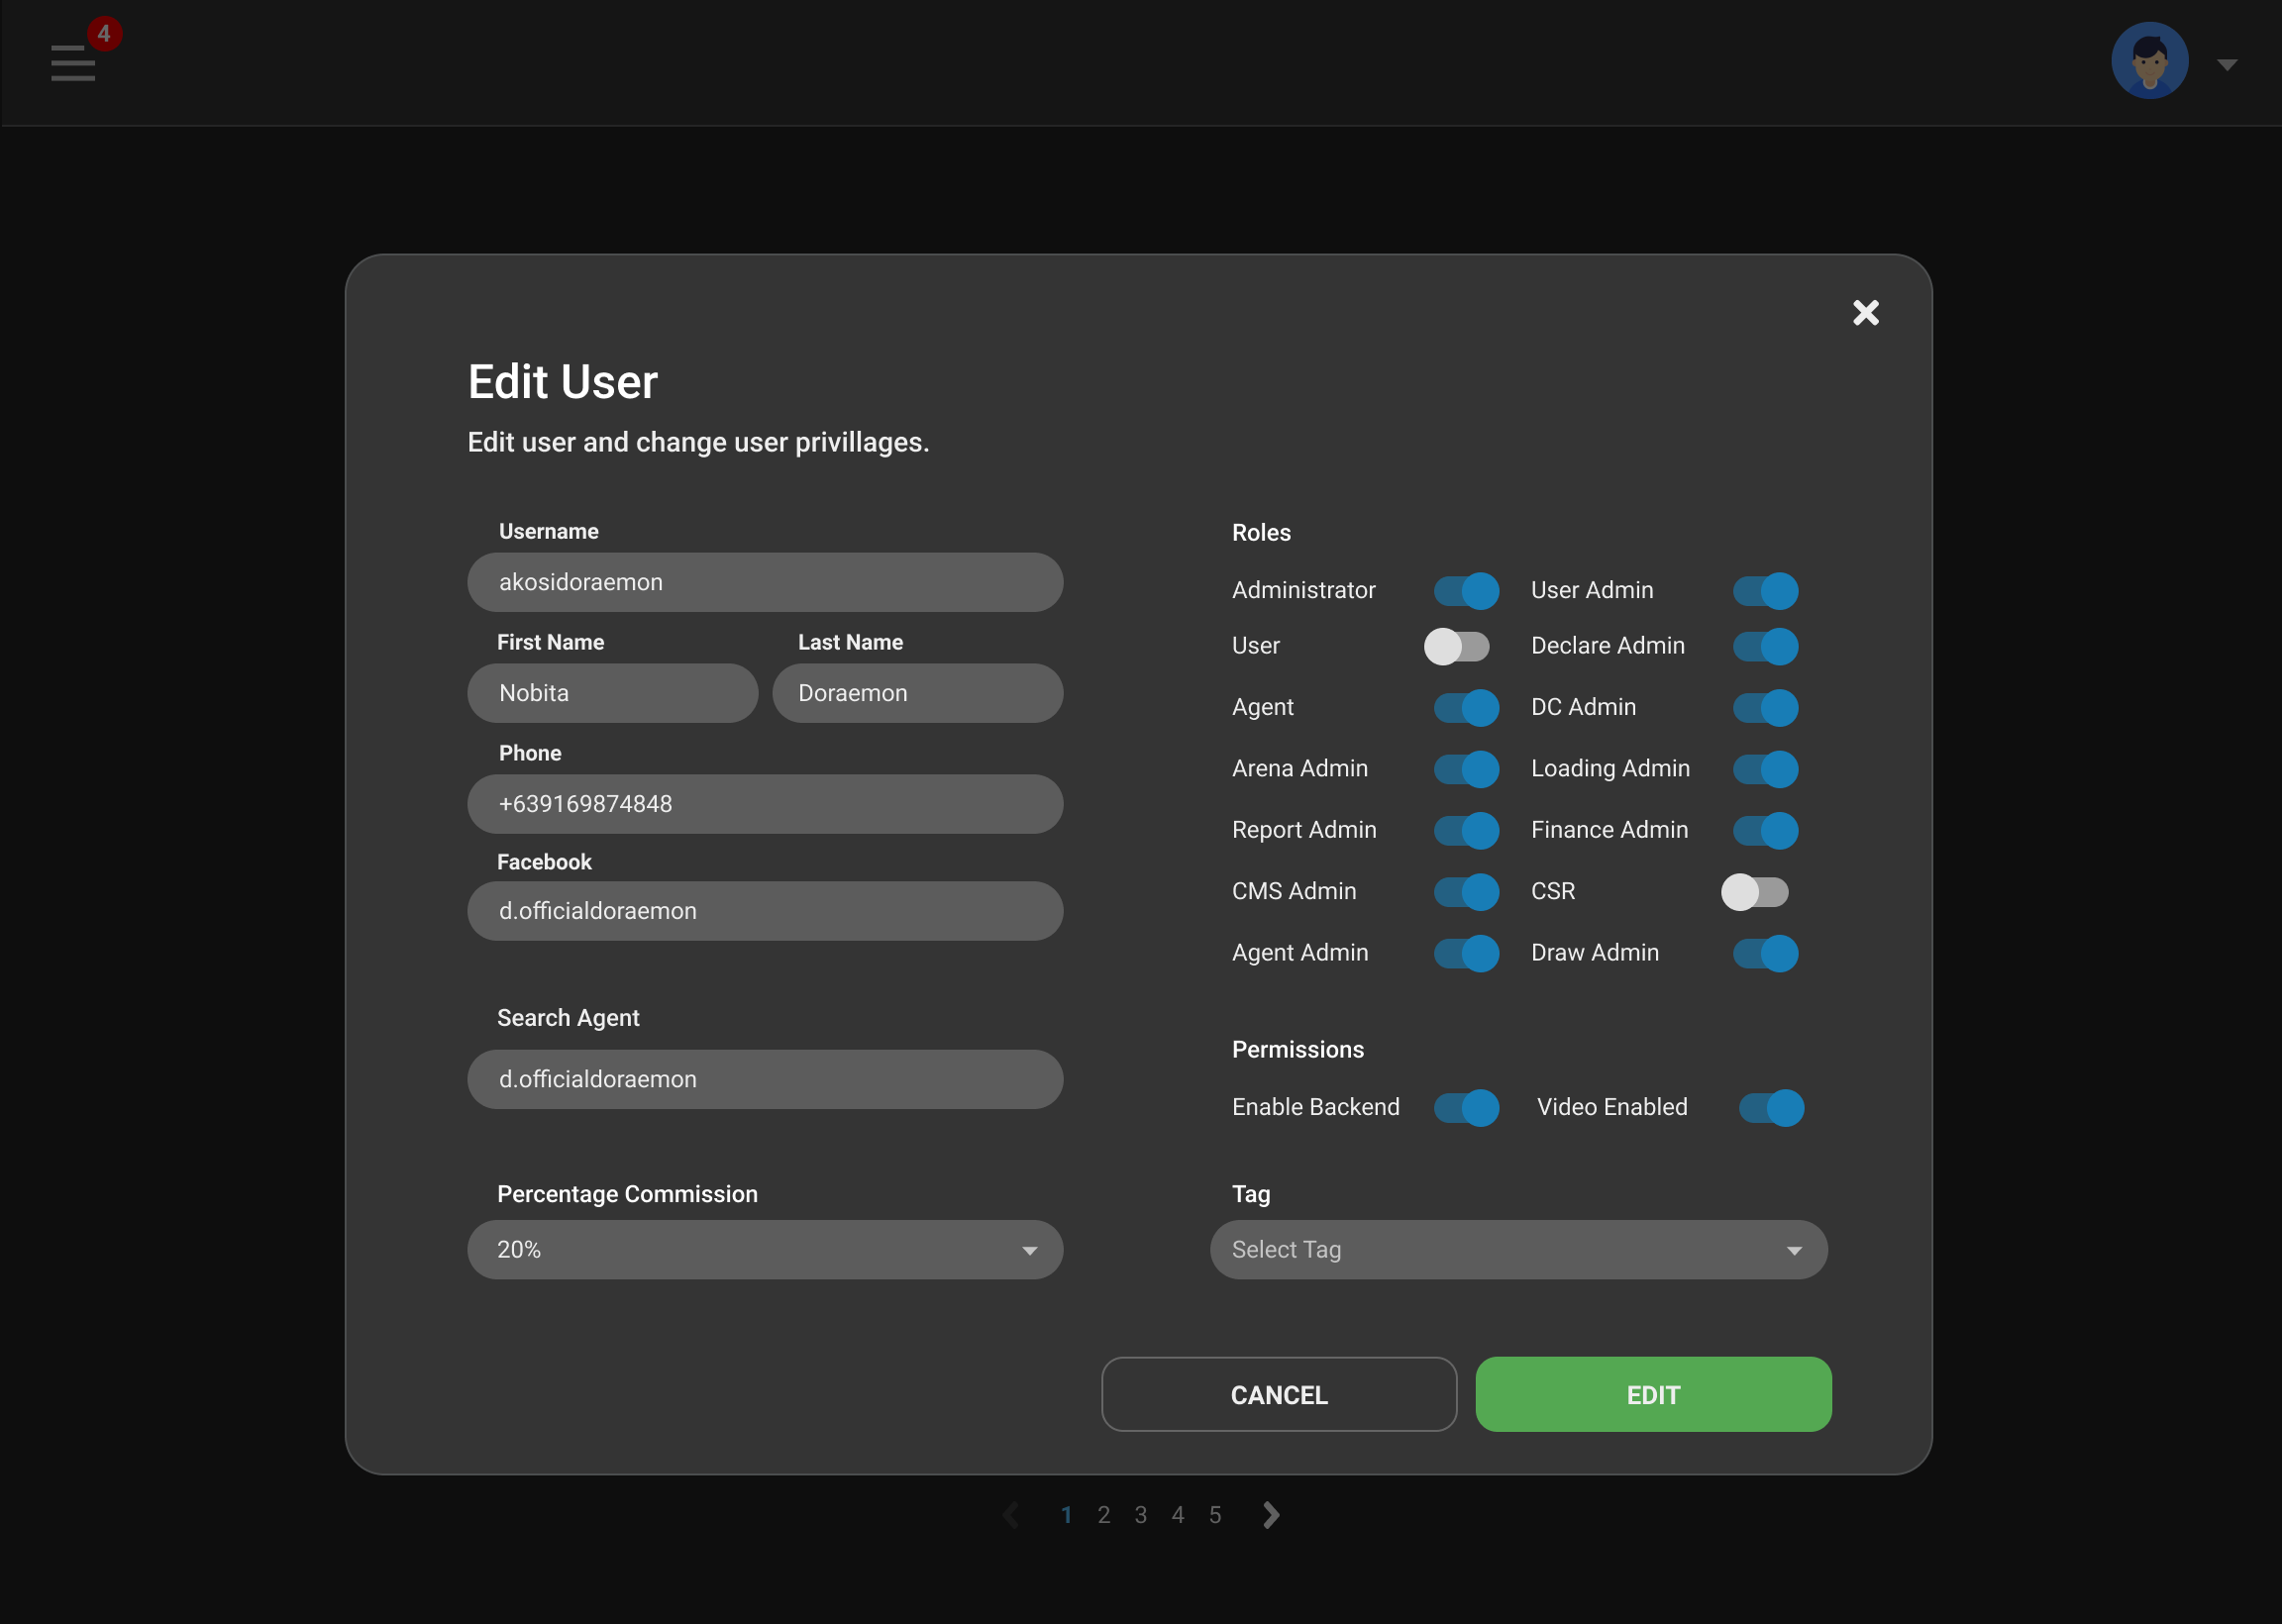 4
Edit User
Edit user and change user privillages.
Username
akosidoraemon
First Name
Last Name
Nobita
Doraemon
Phone
+639169874848
Facebook
d.officialdoraemon
Search Agent
d.officialdoraemon
Percentage Commission
20%
Roles
Administrator
User Admin
User
Declare Admin
Agent
DC Admin
Arena Admin
Loading Admin
Report Admin
Finance Admin
CMS Admin
CSR
Agent Admin
Draw Admin
Permissions
Enable Backend
Video Enabled
Tag
Select Tag
CANCEL
EDIT
1 2 3 4 5